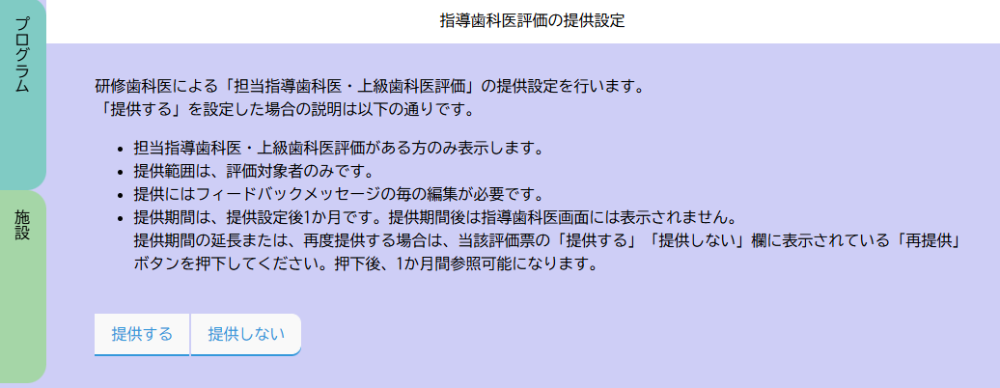 プログラム
施設
指導歯科医評価の提供設定
研修歯科医による「担当指導歯科医・上級歯科医評価」の提供設定を行います。
「提供する」を設定した場合の説明は以下の通りです。
• 担当指導歯科医・上級歯科医評価がある方のみ表示します。
• 提供範囲は、評価対象者のみです。
• 提供にはフィードバックメッセージの毎の編集が必要です。
• 提供期間は、提供設定後1か月です。提供期間後は指導歯科医画面には表示されません。
提供期間の延長または、再度提供する場合は、当該評価票の「提供する」「提供しない」欄に表示されている「再提供」
ボタンを押下してください。押下後、1か月間参照可能になります。
提供する 提供しない